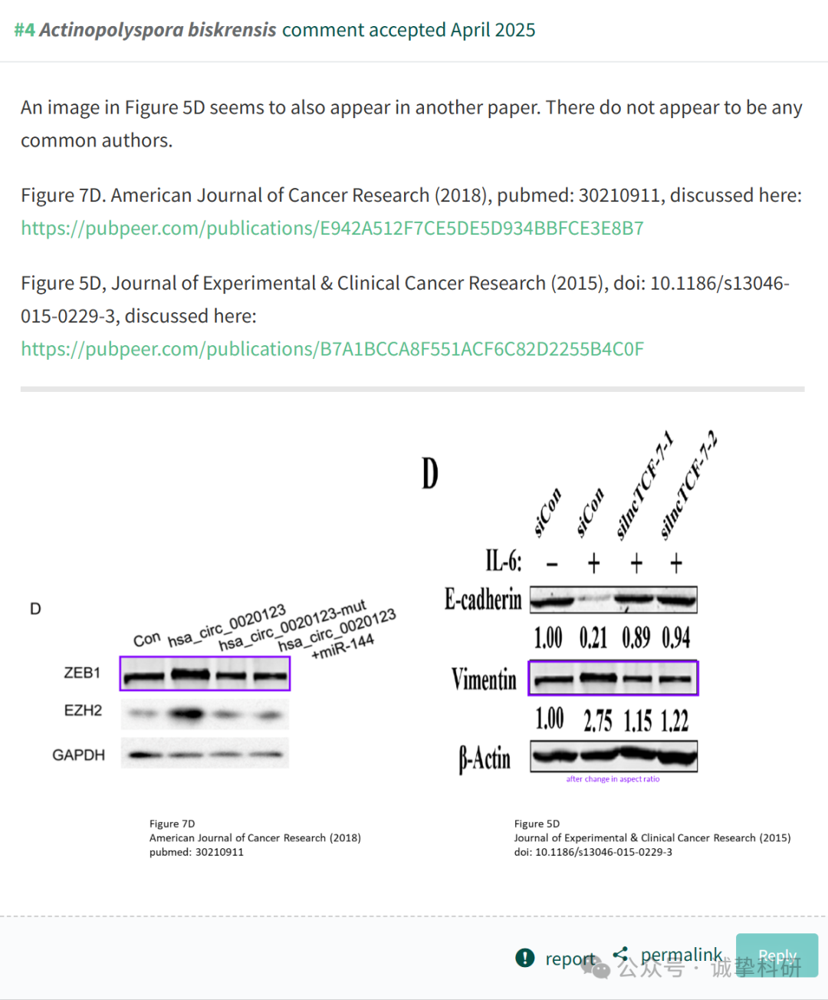 #4 Actinopolyspora biskrensis comment accepted April 2025
An image in Figure 5D seems to also appear in another paper. There do not appear to be any
common authors.
Figure 7D. American Journal of Cancer Research (2018), pubmed: 30210911, discussed here:
https://pubpeer.com/publications/E942A512F7CE5DE5D934BBFCE3E8B7
Figure 5D, Journal of Experimental & Clinical Cancer Research (2015), doi: 10.1186/s13046-
015-0229-3, discussed here:
https://pubpeer.com/publications/B7A1BCCA8F551ACF6C82D2255B4C0F
D
Con hsa_circ_0020123 hsa_circ_0020123-mut hsa_circ_0020123
+miR-144
ZEB1
EZH2
GAPDH
Figure 7D
American Journal of Cancer Research (2018)
pubmed: 30210911
D
siCon siCon silncTCF-7-1 silncTCF-7-2
IL-6: − + + +
E-cadherin
1.00 0.21 0.89 0.94
Vimentin
1.00 2.75 1.15 1.22
β-Actin
after change in aspect ratio
Figure 5D
Journal of Experimental & Clinical Cancer Research (2015)
doi: 10.1186/s13046-015-0229-3
! report permalink Reply
公众号 · 诚挚科研